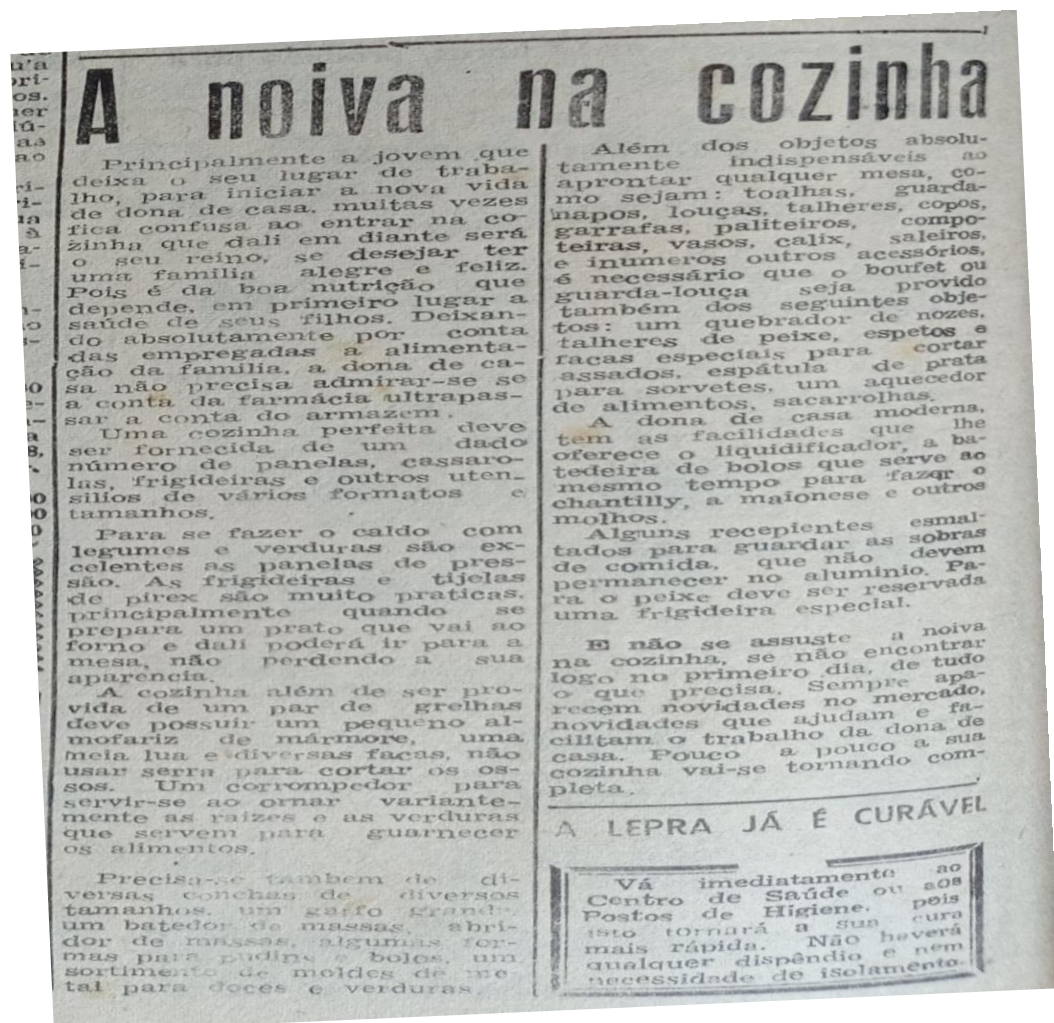 A noiva na cozinha
Principalmente a jovem que
deixa o seu lugar de traba-
lho, para iniciar a nova vida
de dona de casa, muitas vezes
fica confusa ao entrar na co-
zinha que dali em diante será
o seu reino, se desejar ter
uma familia alegre e feliz.
Pois é da boa nutrição que
depende, em primeiro lugar a
saúde de seus filhos. Deixan-
do absolutamente por conta
das empregadas a alimenta-
ção da familia, a dona de ca-
sa não precisa admirar-se se
a conta da farmácia ultrapas-
sar a conta do armazem.
Uma cozinha perfeita deve
ser fornecida de um dado
número de panelas, cassaro-
las, frigideiras e outros uten-
silios de vários formatos e
tamanhos.
Para se fazer o caldo com
legumes e verduras são ex-
celentes as panelas de pres-
são. As frigideiras e tijelas
de pirex são muito praticas,
principalmente quando se
prepara um prato que vai ao
forno e dali poderá ir para a
mesa, não perdendo a sua
aparência.
A cozinha além de ser pro-
vida de um par de grelhas
deve possuir um pequeno al-
mofariz de mármore, uma
meia lua e diversas facas, não
usar serra para cortar os os-
sos. Um corrompedor para
servir-se ao ornar variante-
mente as raizes e as verduras
que servem para guarnecer
os alimentos.
Precisa-se tambem de di-
versas conchas de diversos
tamanhos, um garfo grande,
um batedor de massas, abri-
dor de massas, algumas for-
mas para pudins e bolos, um
sortimento de moldes de me-
tal para doces e verduras.
Além dos objetos absolu-
tamente indispensáveis ao
aprontar qualquer mesa, co-
mo sejam: toalhas, guarda-
napos, louças, talheres, copos,
garrafas, paliteiros, compo-
teiras, vasos, calix, saleiros,
e inumeros outros acessórios,
é necessário que o boufet ou
guarda-louça seja provido
também dos seguintes obje-
tos: um quebrador de nozes,
talheres de peixe, espetos e
facas especiais para cortar
assados, espátula de prata
para sorvetes, um aquecedor
de alimentos, sacarrolhas.
A dona de casa moderna,
tem as facilidades que lhe
oferece o liquidificador, a ba-
tedeira de bolos que serve ao
mesmo tempo para fazqr o
chantilly, a maionese e outros
molhos.
Alguns recepientes esmal-
tados para guardar as sobras
de comida, que não devem
permanecer no aluminio. Pa-
ra o peixe deve ser reservada
uma frigideira especial.
E não se assuste a noiva
na cozinha, se não encontrar
logo no primeiro dia, de tudo
o que precisa. Sempre apa-
recem novidades no mercado,
novidades que ajudam e fa-
cilitam o trabalho da dona de
casa. Pouco a pouco a sua
cozinha vai-se tornando com-
pleta.
A LEPRA JÁ É CURÁVEL
Vá imediatamente ao
Centro de Saúde ou aos
Postos de Higiene, pois
isto tornará a sua cura
mais rápida. Não haverá
qualquer dispêndio e nem
necessidade de isolamento.